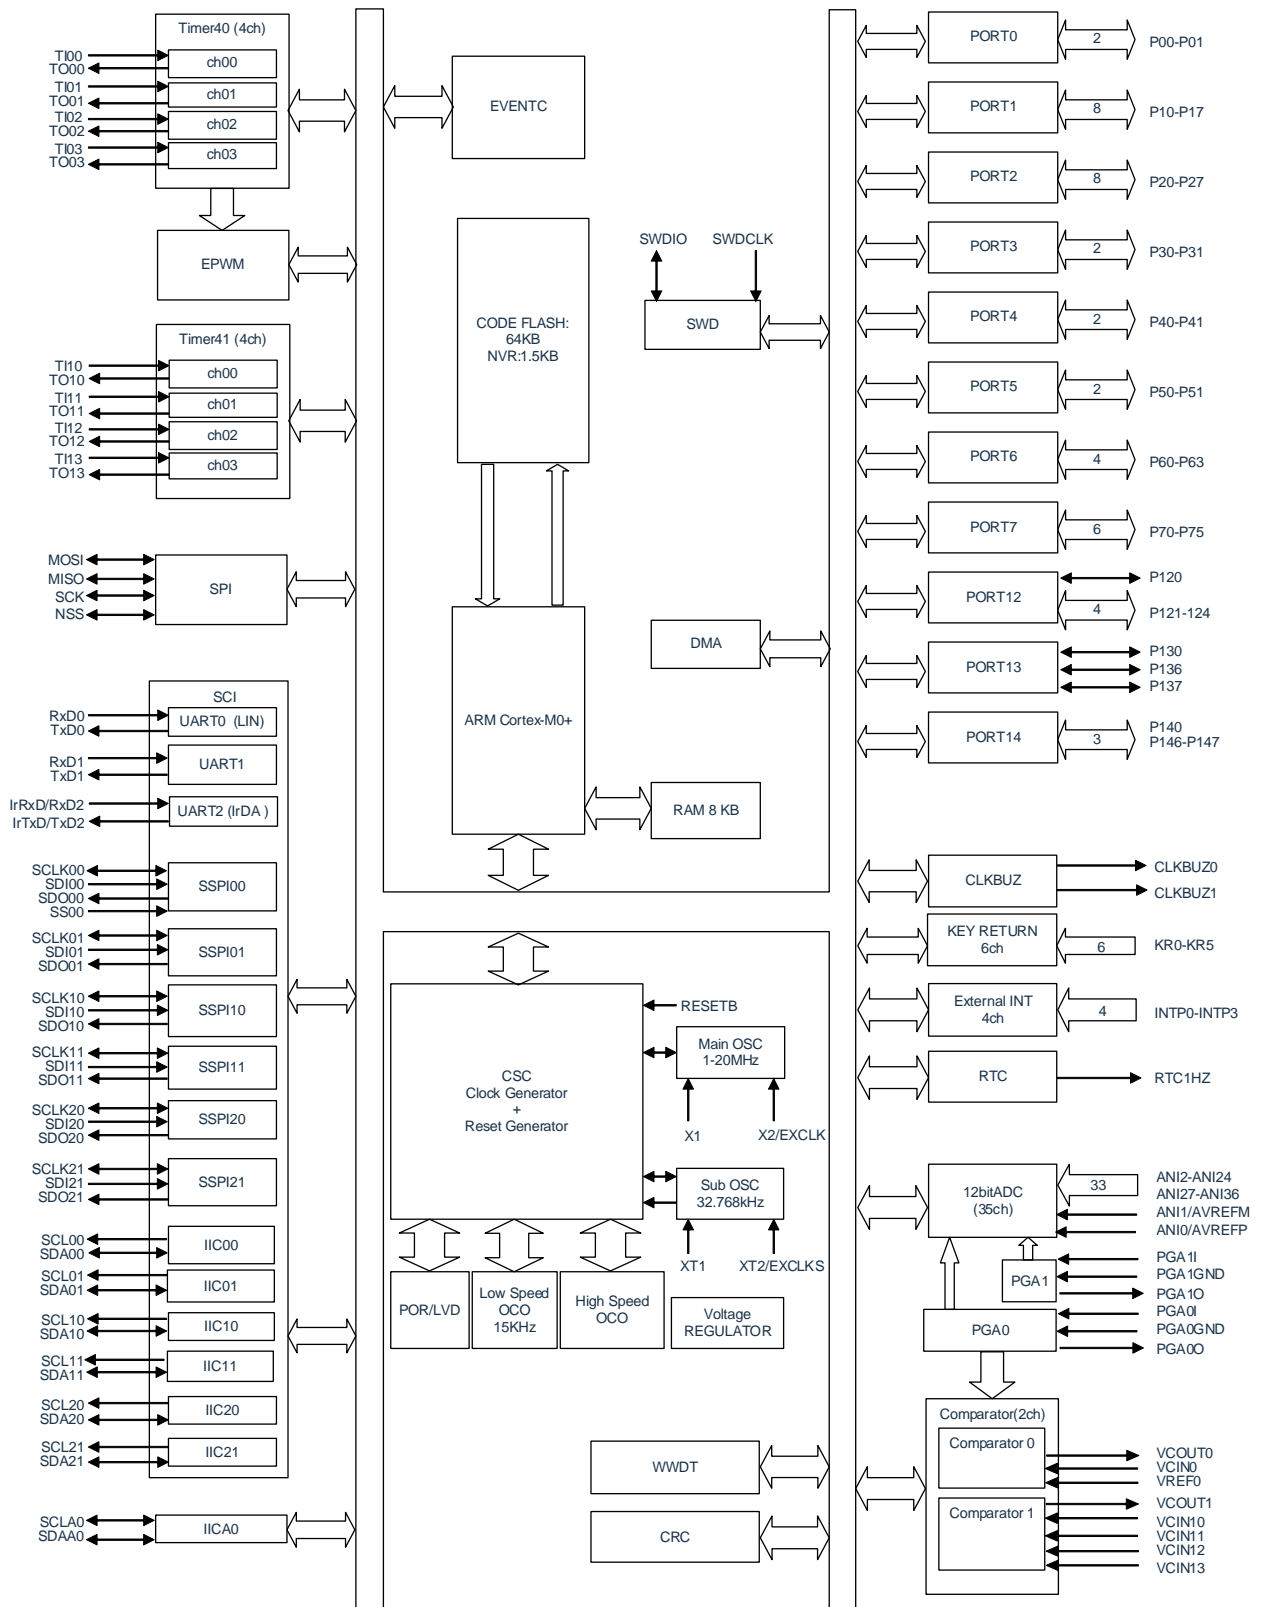 Timer40 (4ch)
TI00
TO00
ch00
TI01
TO01
ch01
TI02
TO02
ch02
TI03
TO03
ch03
EPWM
Timer41 (4ch)
TI10
TO10
ch00
TI11
TO11
ch01
TI12
TO12
ch02
TI13
TO13
ch03
MOSI
MISO
SCK
NSS
SPI
SCI
RxD0
TxD0
UART0 (LIN)
RxD1
TxD1
UART1
IrRxD/RxD2
IrTxD/TxD2
UART2 (IrDA )
SCLK00
SDI00
SDO00
SS00
SSPI00
SCLK01
SDI01
SDO01
SSPI01
SCLK10
SDI10
SDO10
SSPI10
SCLK11
SDI11
SDO11
SSPI11
SCLK20
SDI20
SDO20
SSPI20
SCLK21
SDI21
SDO21
SSPI21
SCL00
SDA00
IIC00
SCL01
SDA01
IIC01
SCL10
SDA10
IIC10
SCL11
SDA11
IIC11
SCL20
SDA20
IIC20
SCL21
SDA21
IIC21
SCLA0
SDAA0
IICA0
EVENTC
CODE FLASH:
64KB
NVR:1.5KB
SWDIO
SWDCLK
SWD
DMA
ARM Cortex-M0+
RAM 8 KB
CSC
Clock Generator
+
Reset Generator
RESETB
Main OSC
1-20MHz
X1
X2/EXCLK
Sub OSC
32.768kHz
XT1
XT2/EXCLKS
POR/LVD
Low Speed
OCO
15KHz
High Speed
OCO
Voltage
REGULATOR
WWDT
CRC
PORT0
2
P00-P01
PORT1
8
P10-P17
PORT2
8
P20-P27
PORT3
2
P30-P31
PORT4
2
P40-P41
PORT5
2
P50-P51
PORT6
4
P60-P63
PORT7
6
P70-P75
PORT12
P120
4
P121-124
PORT13
P130
P136
P137
PORT14
3
P140
P146-P147
CLKBUZ
CLKBUZ0
CLKBUZ1
KEY RETURN
6ch
6
KR0-KR5
External INT
4ch
4
INTP0-INTP3
RTC
RTC1HZ
12bitADC
(35ch)
33
ANI2-ANI24
ANI27-ANI36
ANI1/AVREFM
ANI0/AVREFP
PGA1
PGA1I
PGA1GND
PGA1O
PGA0
PGA0I
PGA0GND
PGA0O
Comparator(2ch)
Comparator 0
VCOUT0
VCIN0
VREF0
Comparator 1
VCOUT1
VCIN10
VCIN11
VCIN12
VCIN13